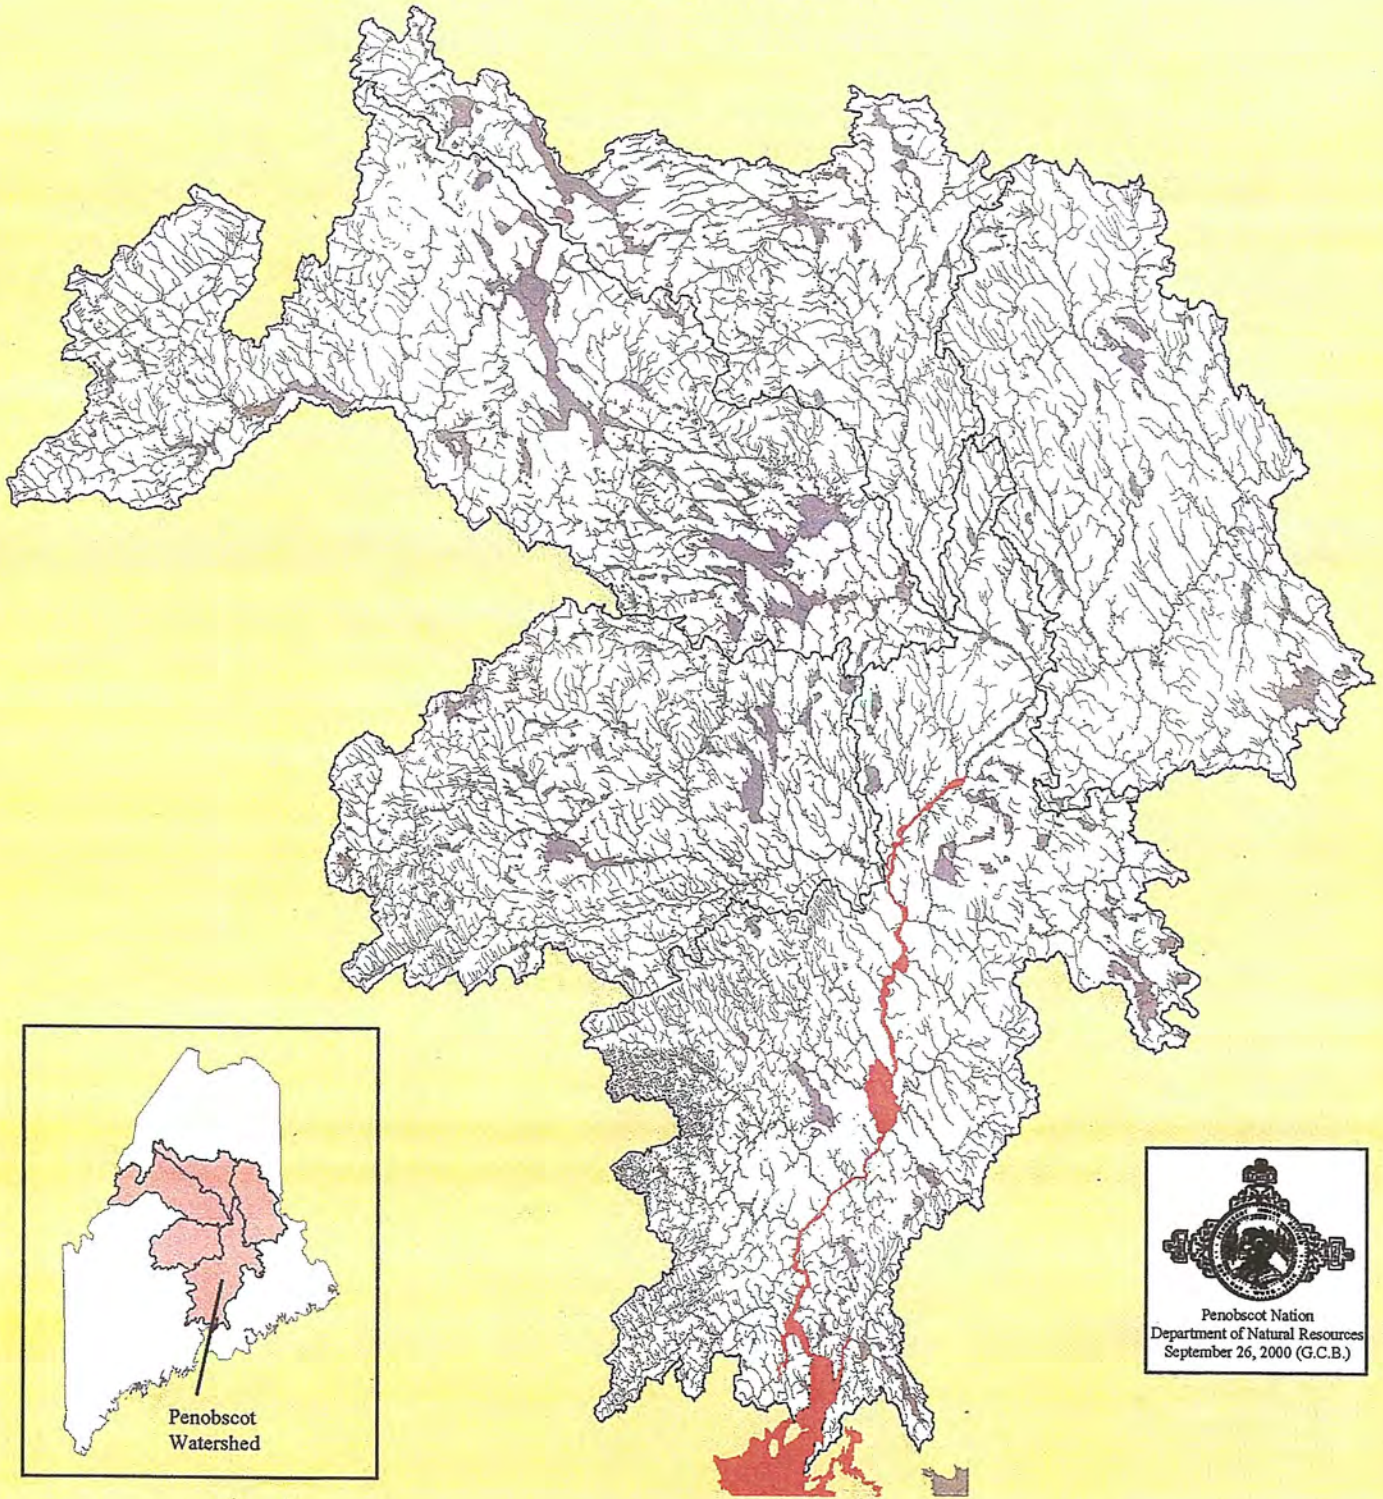 Penobscot
Watershed
Penobscot Nation
Department of Natural Resources
September 26, 2000 (G.C.B.)